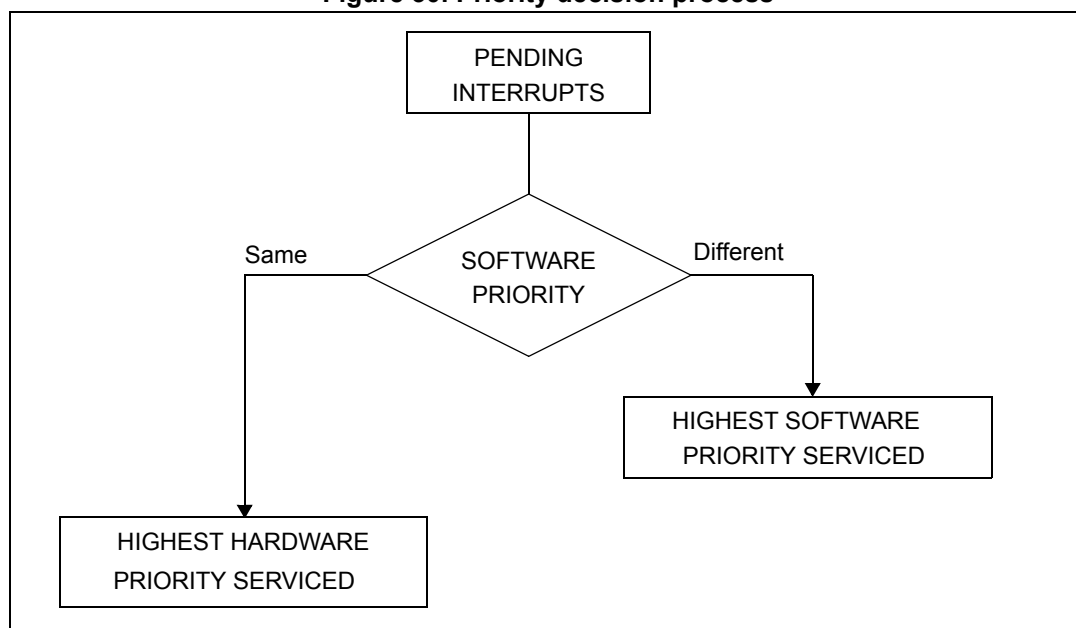 PENDING
INTERRUPTS
Same
SOFTWARE
PRIORITY
Different
HIGHEST SOFTWARE
PRIORITY SERVICED
HIGHEST HARDWARE
PRIORITY SERVICED